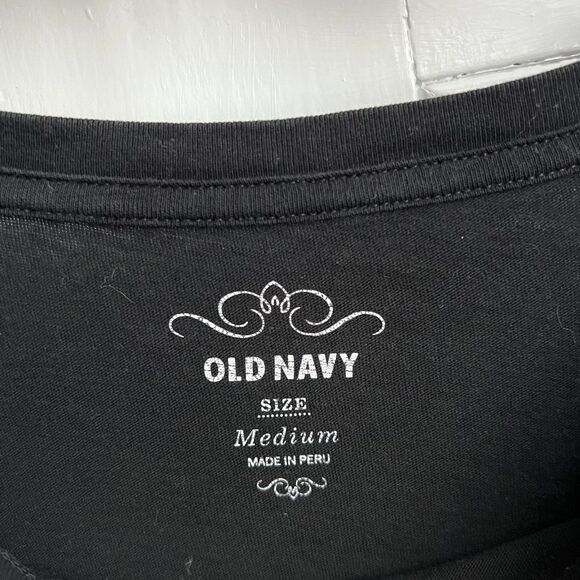 OLD NAVY
SIZE
Medium
MADE IN PERU